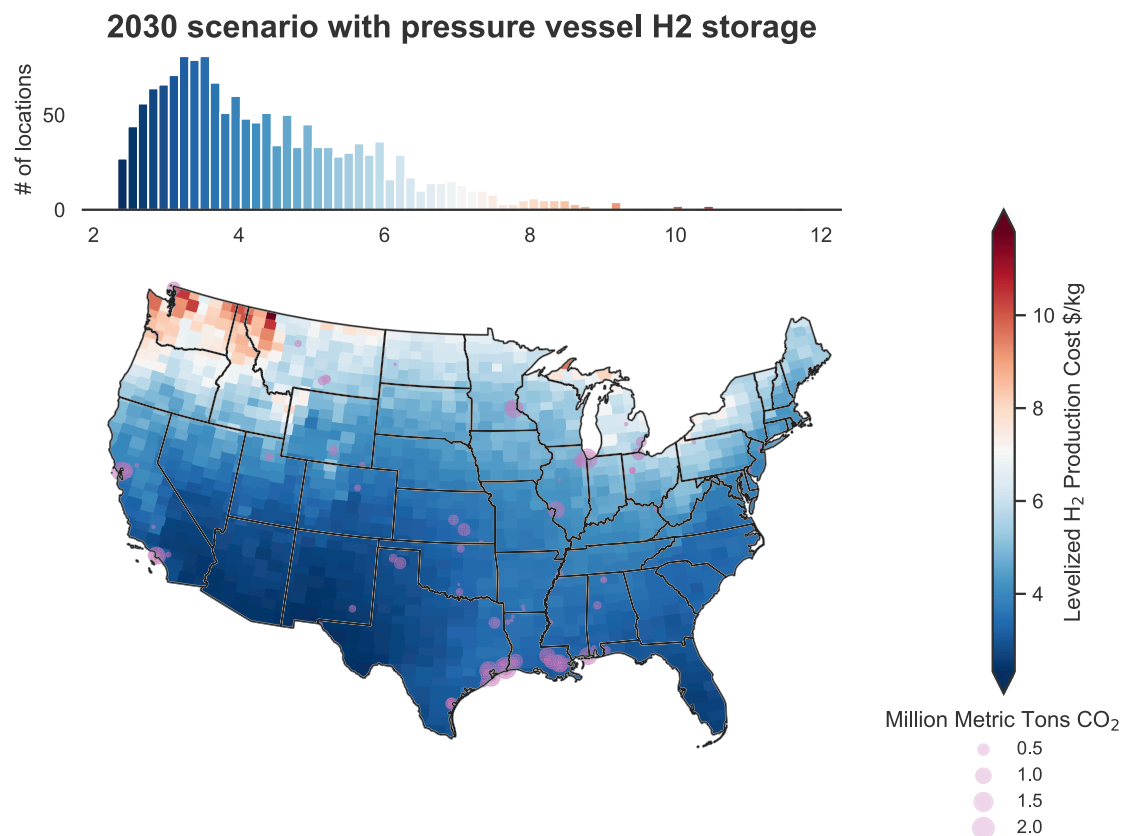 2030 scenario with pressure vessel H2 storage
# of locations
50
0
2 4 6 8 10 12
Levelized H₂ Production Cost $/kg
10
8
6
4
Million Metric Tons CO₂
0.5
1.0
1.5
2.0